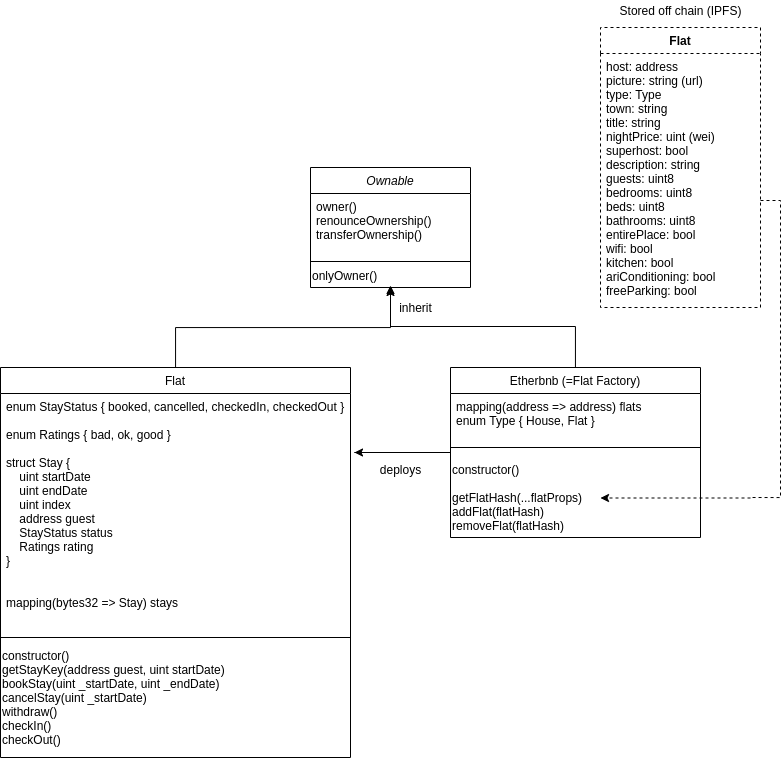 Stored off chain (IPFS)
Flat
host: address
picture: string (url)
type: Type
town: string
title: string
nightPrice: uint (wei)
superhost: bool
description: string
guests: uint8
bedrooms: uint8
beds: uint8
bathrooms: uint8
entirePlace: bool
wifi: bool
kitchen: bool
ariConditioning: bool
freeParking: bool
Ownable
owner()
renounceOwnership()
transferOwnership()
onlyOwner()
inherit
Flat
enum StayStatus { booked, cancelled, checkedIn, checkedOut }
enum Ratings { bad, ok, good }
struct Stay {
uint startDate
uint endDate
uint index
address guest
StayStatus status
Ratings rating
}
mapping(bytes32 => Stay) stays
constructor()
getStayKey(address guest, uint startDate)
bookStay(uint _startDate, uint _endDate)
cancelStay(uint _startDate)
withdraw()
checkIn()
checkOut()
deploys
Etherbnb (=Flat Factory)
mapping(address => address) flats
enum Type { House, Flat }
constructor()
getFlatHash(...flatProps)
addFlat(flatHash)
removeFlat(flatHash)